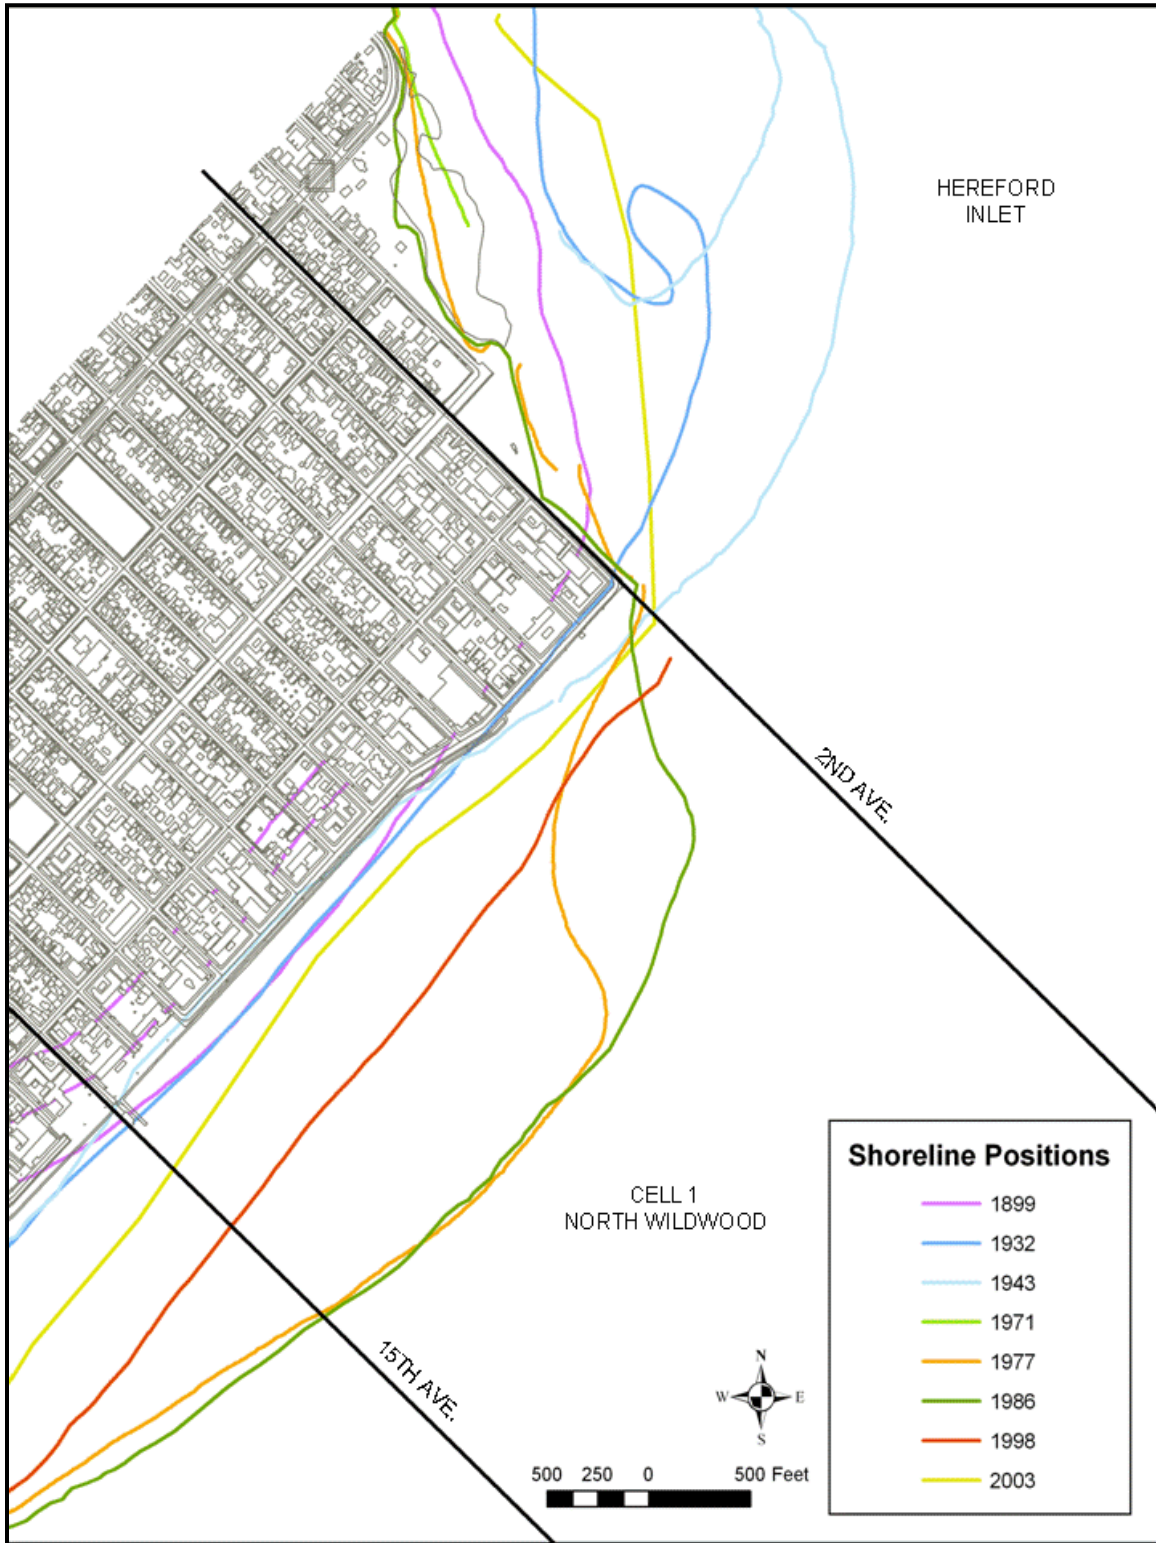 HEREFORD
INLET
2ND AVE.
CELL 1
NORTH WILDWOOD
15TH AVE.
N
W E
S
500 250 0 500 Feet
Shoreline Positions
1899
1932
1943
1971
1977
1986
1998
2003